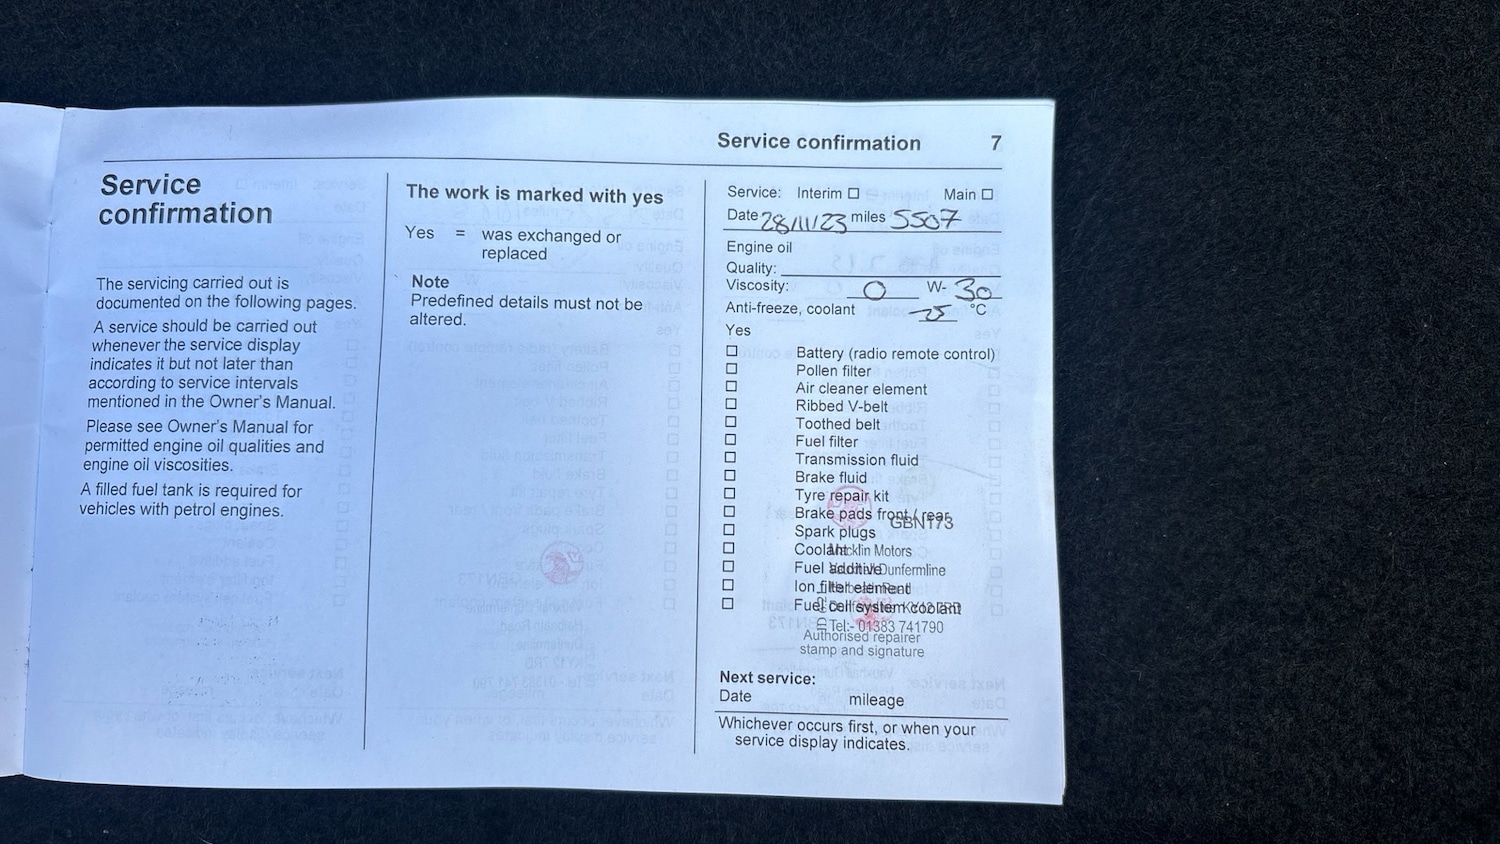 Service confirmation 7
Service
confirmation
The servicing carried out is
documented on the following pages.
A service should be carried out
whenever the service display
indicates it but not later than
according to service intervals
mentioned in the Owner's Manual.
Please see Owner's Manual for
permitted engine oil qualities and
engine oil viscosities.
A filled fuel tank is required for
vehicles with petrol engines.
The work is marked with yes
Yes = was exchanged or
replaced
Note
Predefined details must not be
altered.
Service: Interim ☐ Main ☐
Date 28/11/23 miles 5507
Engine oil
Quality:
Viscosity: 0 W- 30
Anti-freeze, coolant -25 °C
Yes
☐ Battery (radio remote control)
☐ Pollen filter
☐ Air cleaner element
☐ Ribbed V-belt
☐ Toothed belt
☐ Fuel filter
☐ Transmission fluid
☐ Brake fluid
☐ Tyre repair kit
☐ Brake pads front / rear
GBN173
☐ Spark plugs
☐ Coolant
Macklin Motors
☐ Fuel additive
Dunfermline
☐ Ion filter element
☐ Fuel cell system coolant
Tel:- 01383 741790
Authorised repairer
stamp and signature
Next service:
Date mileage
Whichever occurs first, or when your
service display indicates.